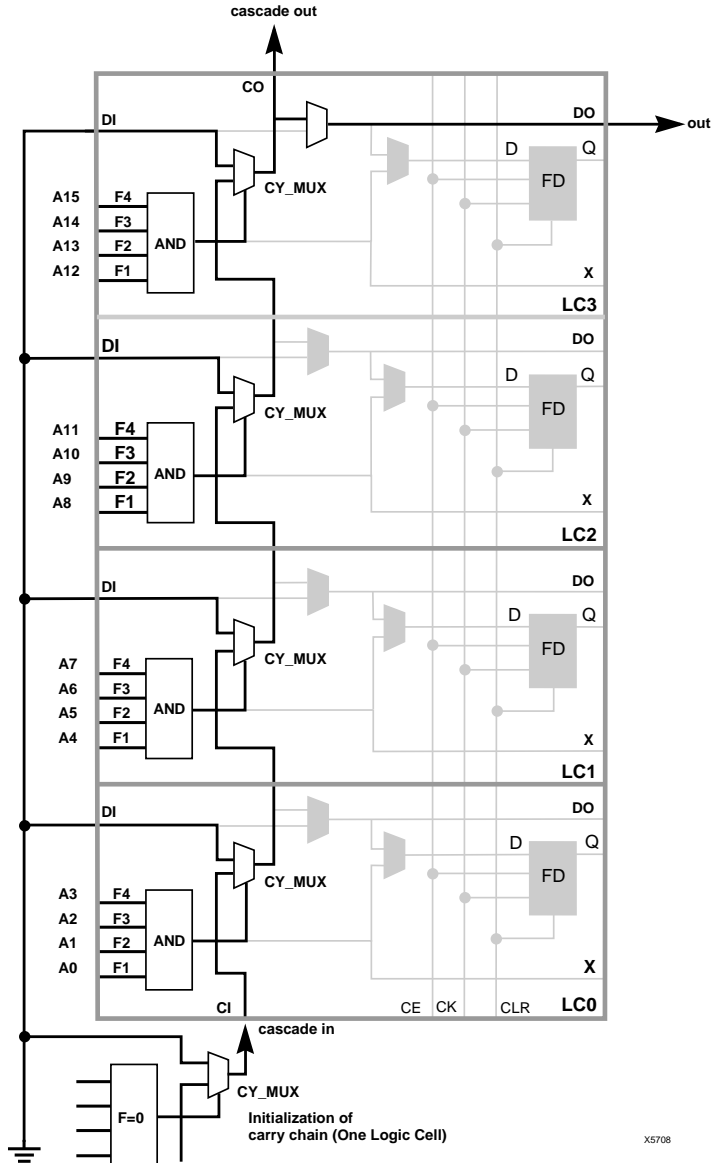 cascade out
CO
DI
DO
out
D
Q
FD
CY_MUX
A15
F4
A14
F3
AND
A13
F2
A12
F1
X
LC3
DI
DO
D
Q
FD
CY_MUX
A11
F4
A10
F3
AND
A9
F2
A8
F1
X
LC2
DI
DO
D
Q
FD
CY_MUX
A7
F4
A6
F3
AND
A5
F2
A4
F1
X
LC1
DI
DO
D
Q
FD
CY_MUX
A3
F4
A2
F3
AND
A1
F2
A0
F1
X
CI
CE
CK
CLR
LC0
cascade in
CY_MUX
F=0
Initialization of
carry chain (One Logic Cell)
X5708